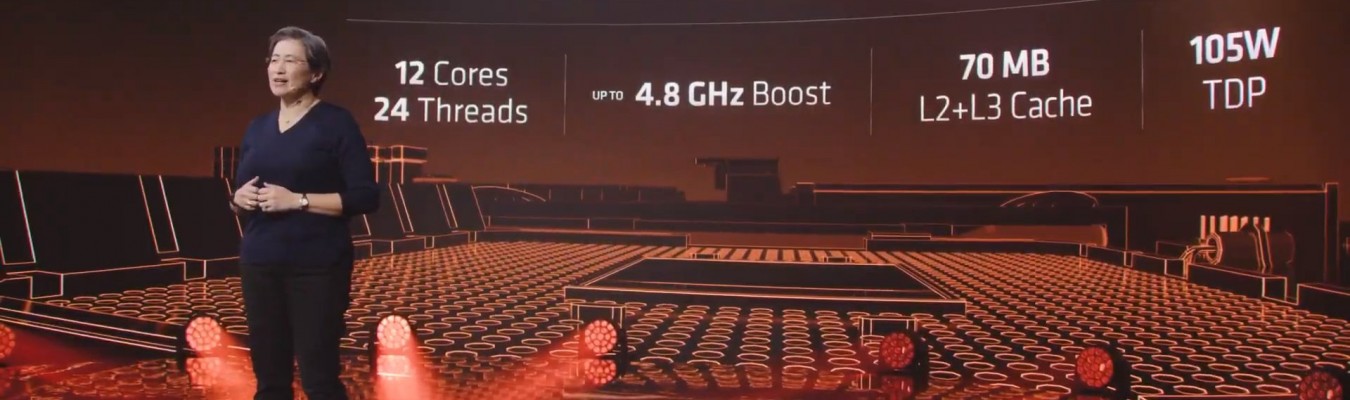 12 Cores
24 Threads
UP TO 4.8 GHz Boost
70 MB
L2+L3 Cache
105W
TDP